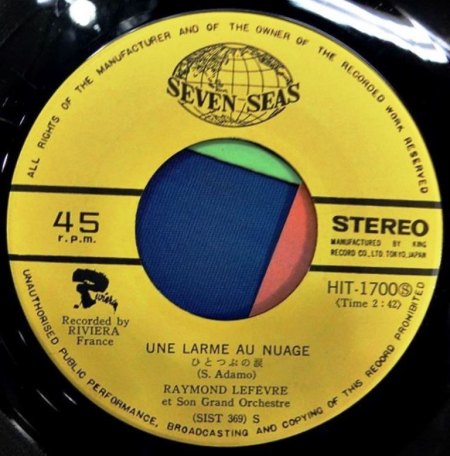 ALL RIGHTS OF THE MANUFACTURER AND OF THE OWNER OF THE RECORDED WORK RESERVED
SEVEN SEAS
45
r.p.m.
STEREO
MANUFACTURED BY KING
RECORD CO., LTD. TOKYO, JAPAN
HIT-1700Ⓢ
(Time 2:42)
Riviera
Recorded by
RIVIERA
France
UNE LARME AU NUAGE
ひとつぶの涙
(S. Adamo)
RAYMOND LEFÈVRE
et Son Grand Orchestre
(SIST 369) S
UNAUTHORISED PUBLIC PERFORMANCE, BROADCASTING AND COPYING OF THIS RECORD PROHIBITED